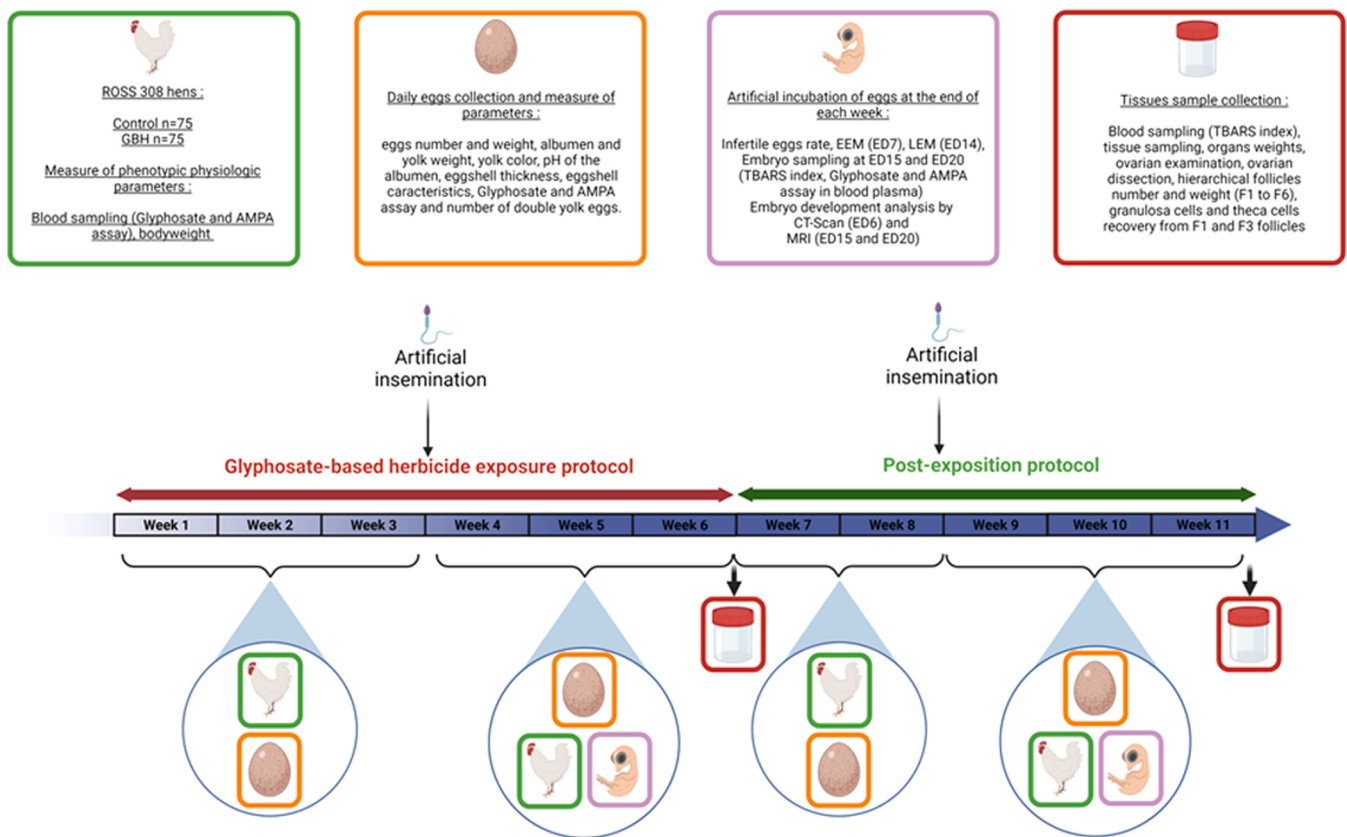 ROSS 308 hens :
Control n=75
GBH n=75
Measure of phenotypic physiologic
parameters :
Blood sampling (Glyphosate and AMPA
assay), bodyweight
Daily eggs collection and measure of
parameters :
eggs number and weight, albumen and
yolk weight, yolk color, pH of the
albumen, eggshell thickness, eggshell
caracteristics, Glyphosate and AMPA
assay and number of double yolk eggs.
Artificial incubation of eggs at the end of
each week :
Infertile eggs rate, EEM (ED7), LEM (ED14),
Embryo sampling at ED15 and ED20
(TBARS index, Glyphosate and AMPA
assay in blood plasma)
Embryo development analysis by
CT-Scan (ED6) and
MRI (ED15 and ED20)
Tissues sample collection :
Blood sampling (TBARS index),
tissue sampling, organs weights,
ovarian examination, ovarian
dissection, hierarchical follicles
number and weight (F1 to F6),
granulosa cells and theca cells
recovery from F1 and F3 follicles
Artificial
insemination
Artificial
insemination
Glyphosate-based herbicide exposure protocol
Post-exposition protocol
Week 1
Week 2
Week 3
Week 4
Week 5
Week 6
Week 7
Week 8
Week 9
Week 10
Week 11